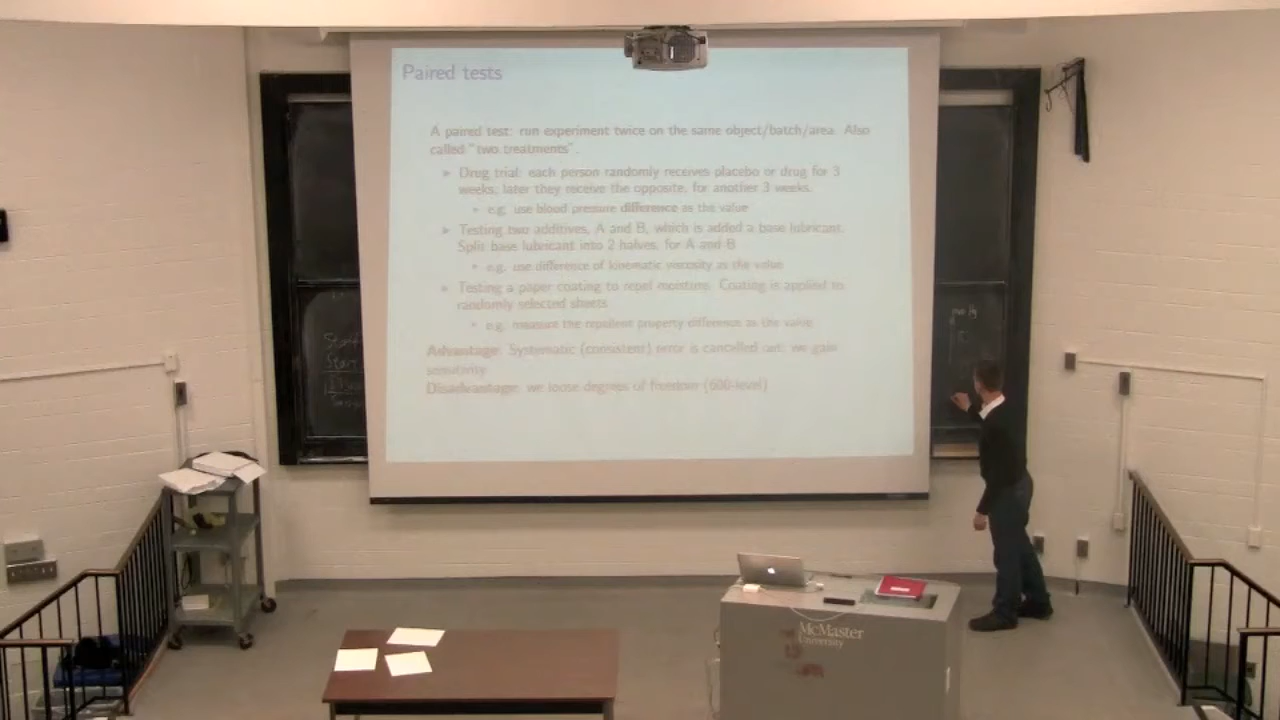 Paired tests
A paired test: run experiment twice on the same object/batch/area. Also
called "two treatments".
Drug trial: each person randomly receives placebo or drug for 3
weeks; later they receive the opposite, for another 3 weeks.
e.g. use blood pressure difference as the value
Testing two additives, A and B, which is added a base lubricant.
Split base lubricant into 2 halves, for A and B
e.g. use difference of kinematic viscosity as the value
Testing a paper coating to repel moisture. Coating is applied to
randomly selected sheets
e.g. measure the repellent property difference as the value
Advantage: Systematic (consistent) error is cancelled out: we gain
sensitivity
Disadvantage: we loose degrees of freedom (600-level)
McMaster
University